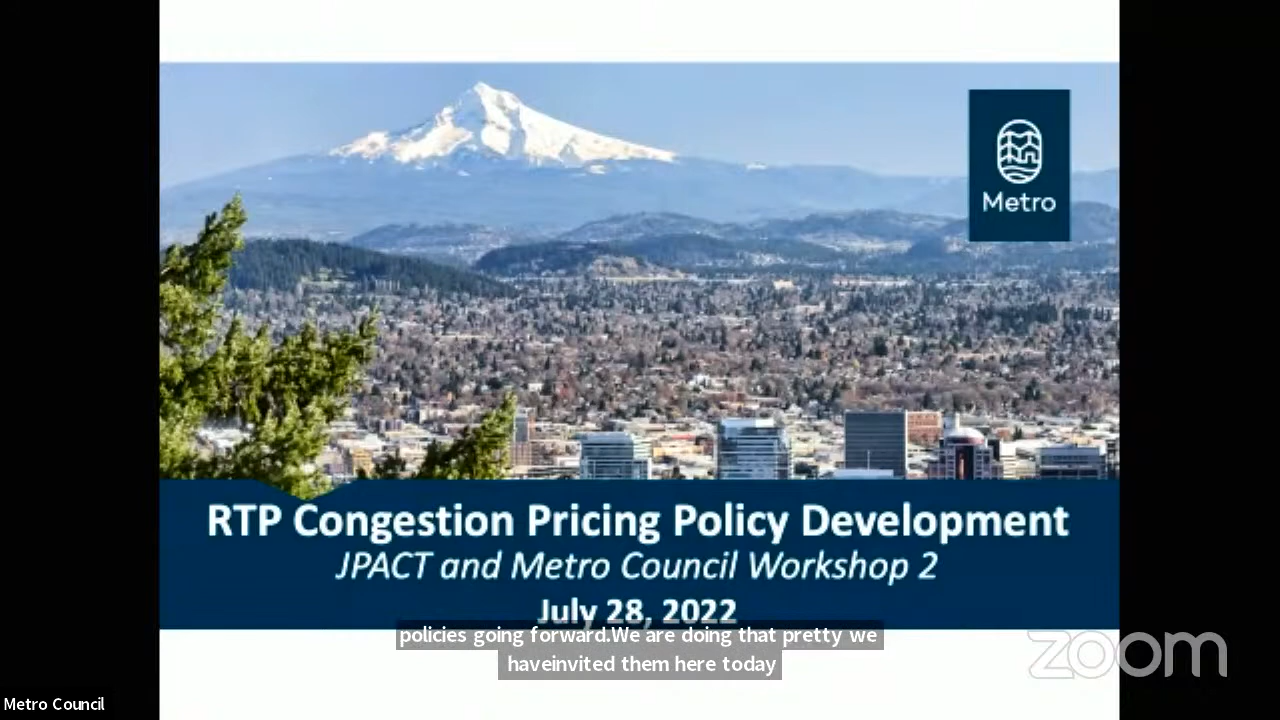 Metro
RTP Congestion Pricing Policy Development
JPACT and Metro Council Workshop 2
July 28, 2022
policies going forward.We are doing that pretty we
haveinvited them here today
zoom
Metro Council